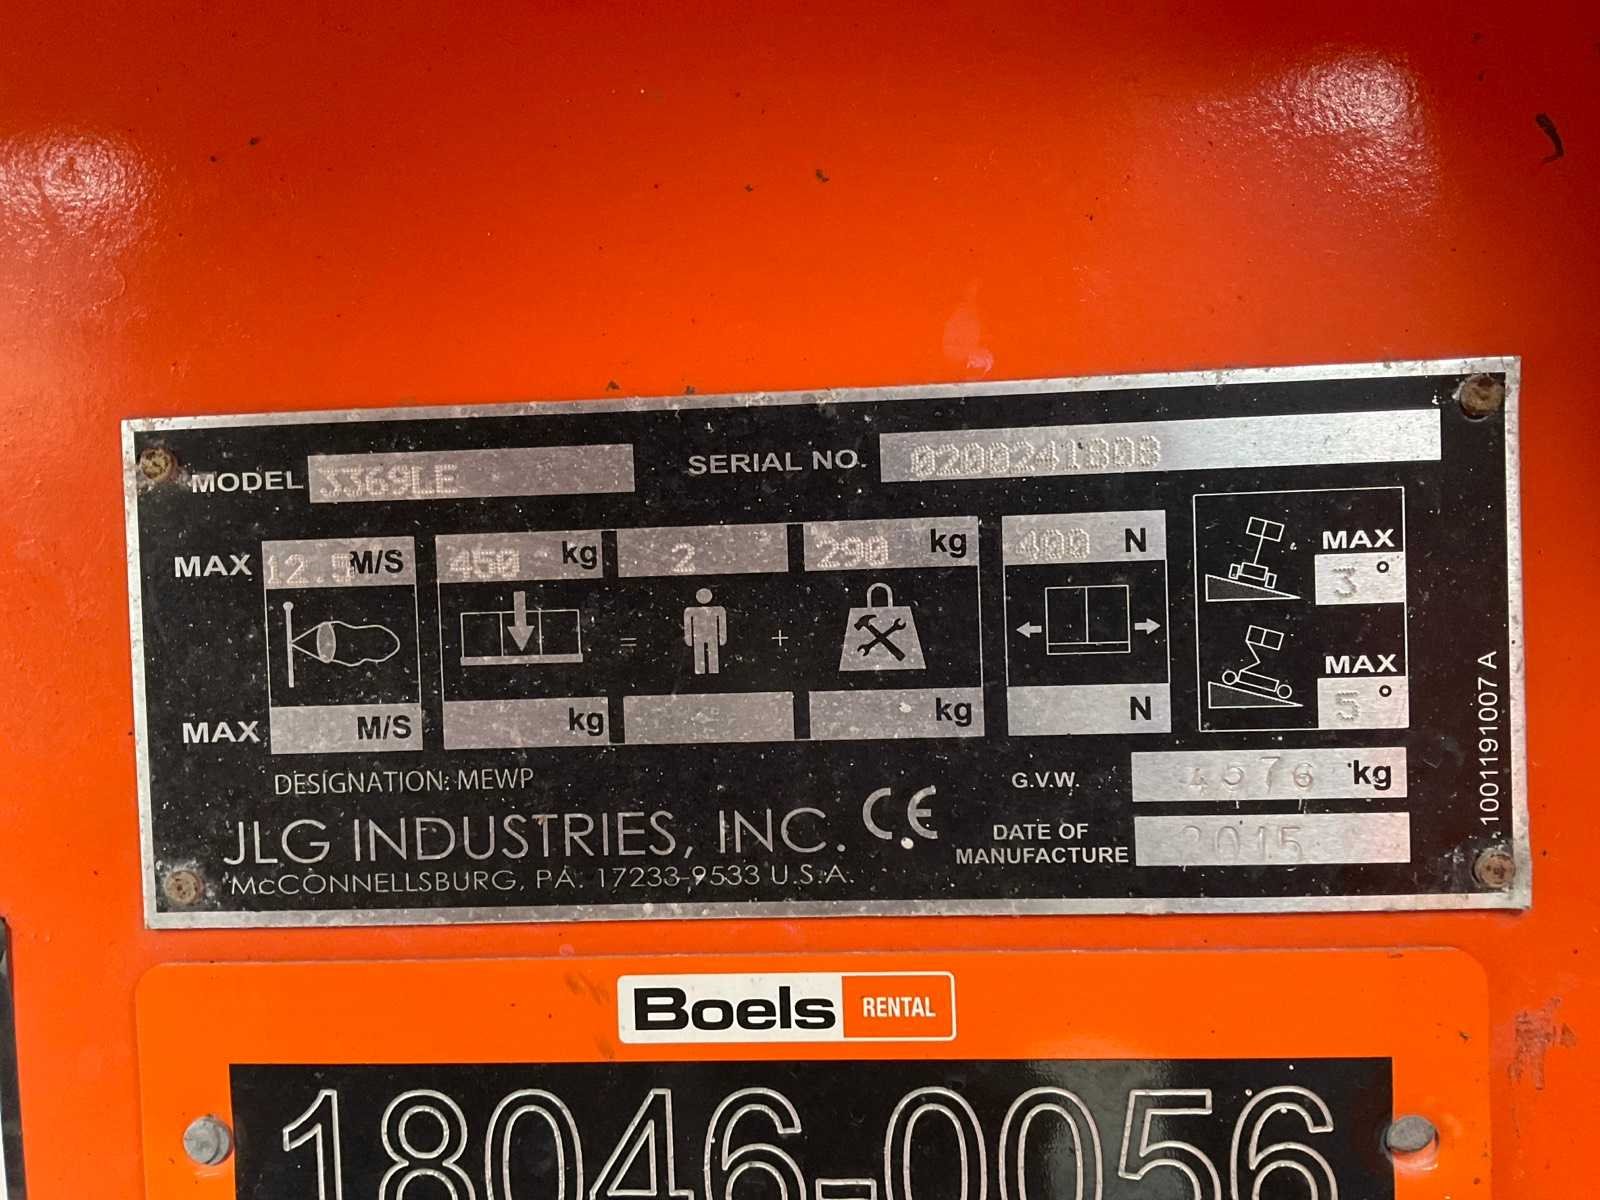 MODEL 3369LE SERIAL NO. 0200241808
MAX 12.5 M/S 450 kg 2 290 kg 400 N MAX 3°
= +
MAX 5°
MAX M/S kg kg N
DESIGNATION: MEWP G.V.W. 4576 kg
JLG INDUSTRIES, INC. CE DATE OF MANUFACTURE 2015
McCONNELLSBURG, PA. 17233-9533 U.S.A.
1001191007 A
Boels RENTAL
18046-0056